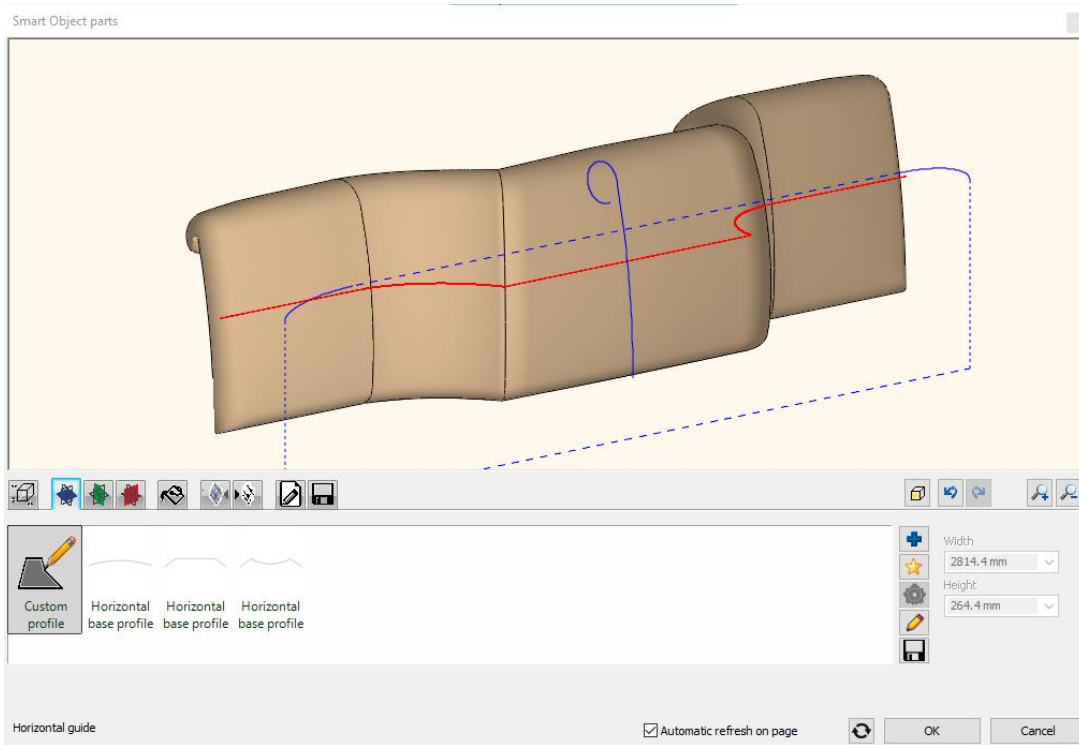 Smart Object parts
Custom
profile
Horizontal
base profile
Horizontal
base profile
Horizontal
base profile
Width
2814.4 mm
Height
264.4 mm
Horizontal guide
Automatic refresh on page
OK
Cancel